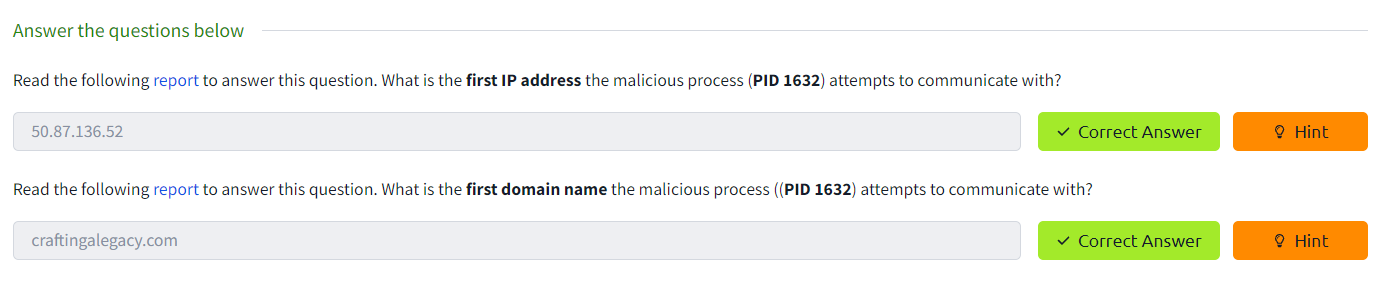 Answer the questions below
Read the following report to answer this question. What is the first IP address the malicious process (PID 1632) attempts to communicate with?
50.87.136.52 Correct Answer Hint
Read the following report to answer this question. What is the first domain name the malicious process ((PID 1632) attempts to communicate with?
craftingalegacy.com Correct Answer Hint